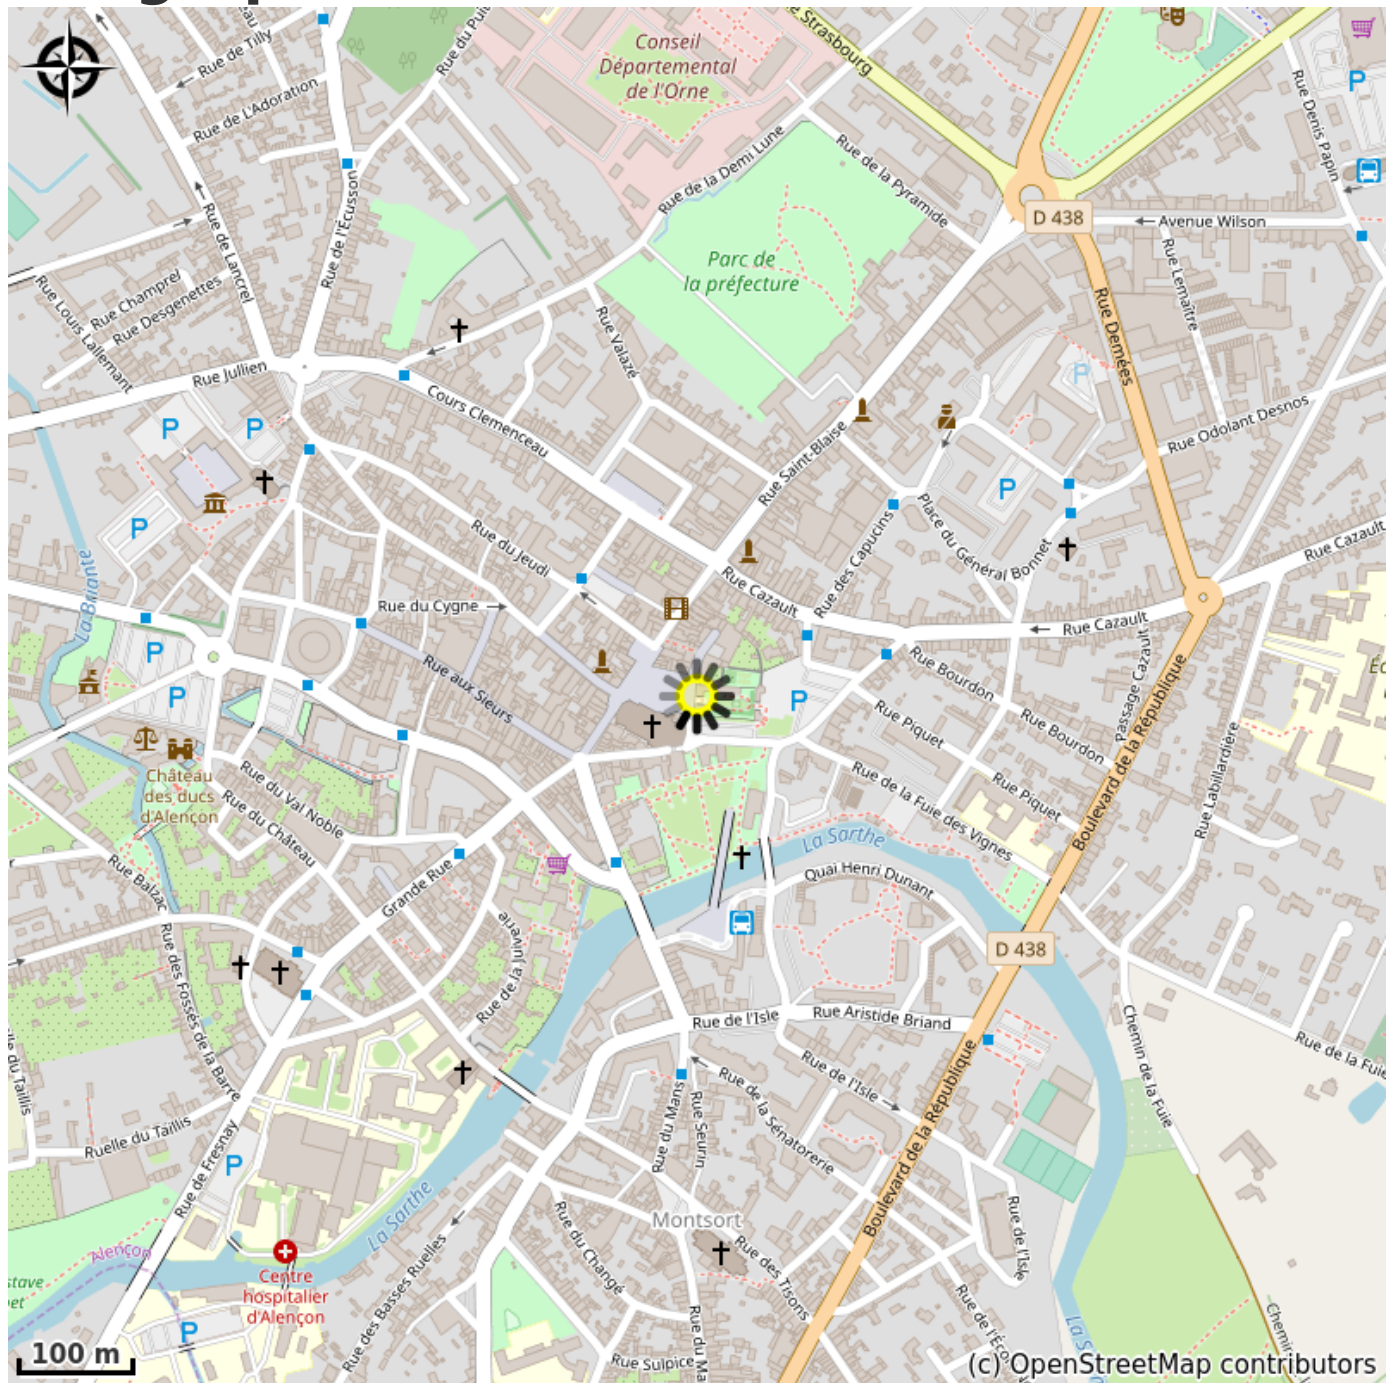 Rue de Tilly
Rue de L'Adoration
Conseil
Départemental
de l'Orne
Strasbourg
Rue de la Demi Lune
Rue de la Pyramide
Rue Denis Papin
P
D 438
Avenue Wilson
Rue de Lancrel
Rue de l'Écusson
Rue Lemaître
Parc de
la préfecture
Rue Louis Lallemant
Rue Champrel
Rue Desgenettes
Rue Valazé
Rue Demées
Rue Jullien
Cours Clemenceau
P
P
P
Rue Odolant Desnos
Rue Saint-Blaise
P
P
Rue du Jeudi
Place du Général Bonnet
Rue des Capucins
Rue Cazault
La Briante
Rue du Cygne
Rue Cazault
Rue Cazault
P
P
P
Rue aux Sieurs
Rue Bourdon
Rue Bourdon
Passage Cazault
Boulevard de la République
Rue Piquet
Rue Piquet
Rue Labillardière
Château
des ducs
d'Alençon
Rue du Val Noble
Rue du Château
Rue de la Fuie des Vignes
La Sarthe
Quai Henri Dunant
Rue Balzac
Grande Rue
Rue de la Juiverie
D 438
Rue des Fossés de la Barre
Rue de l'Isle
Rue Aristide Briand
Chemin de la Fuie
Rue de la Fuie
Rue de l'Isle
Rue de la Sénatorerie
Rue du Mans
Rue Seurin
Boulevard de la République
du Taillis
Ruelle du Taillis
Rue de Fresnay
P
La Sarthe
Montsort
Boulevard de la République
Rue de l'Isle
Rue du Changé
Rue des Tisons
Rue des Basses Ruelles
Alençon
Centre
hospitalier
d'Alençon
P
Rue Sulpice
100 m
(c) OpenStreetMap contributors